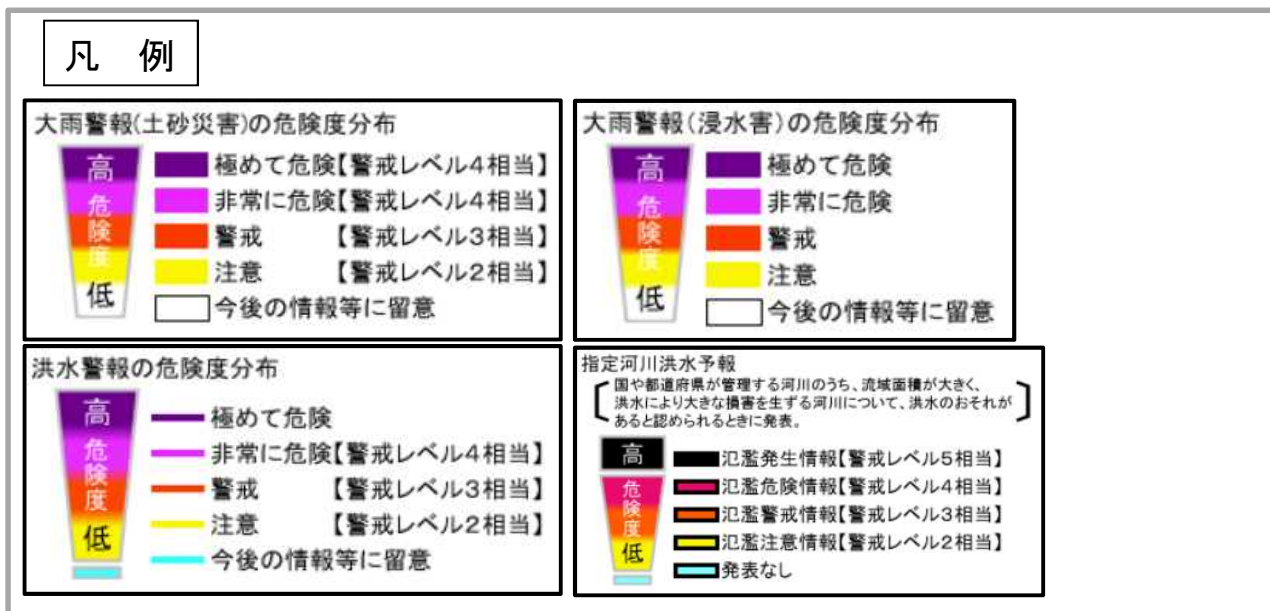 凡 例
大雨警報(土砂災害)の危険度分布
高
危険度
低
極めて危険【警戒レベル4相当】
非常に危険【警戒レベル4相当】
警戒 【警戒レベル3相当】
注意 【警戒レベル2相当】
今後の情報等に留意
大雨警報(浸水害)の危険度分布
高
危険度
低
極めて危険
非常に危険
警戒
注意
今後の情報等に留意
洪水警報の危険度分布
高
危険度
低
極めて危険
非常に危険【警戒レベル4相当】
警戒 【警戒レベル3相当】
注意 【警戒レベル2相当】
今後の情報等に留意
指定河川洪水予報
国や都道府県が管理する河川のうち、流域面積が大きく、
洪水により大きな損害を生ずる河川について、洪水のおそれが
あると認められるときに発表。
高
危険度
低
氾濫発生情報【警戒レベル5相当】
氾濫危険情報【警戒レベル4相当】
氾濫警戒情報【警戒レベル3相当】
氾濫注意情報【警戒レベル2相当】
発表なし